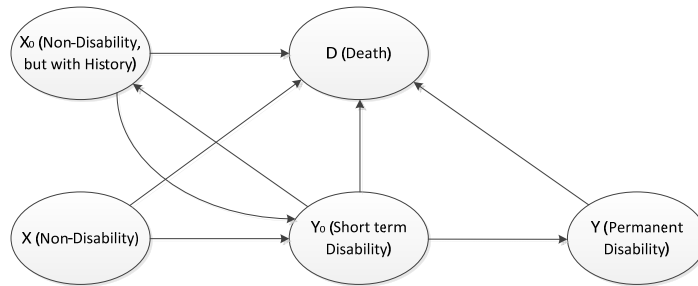 X₀ (Non-Disability,
but with History)
D (Death)
X (Non-Disability)
Y₀ (Short term
Disability)
Y (Permanent
Disability)